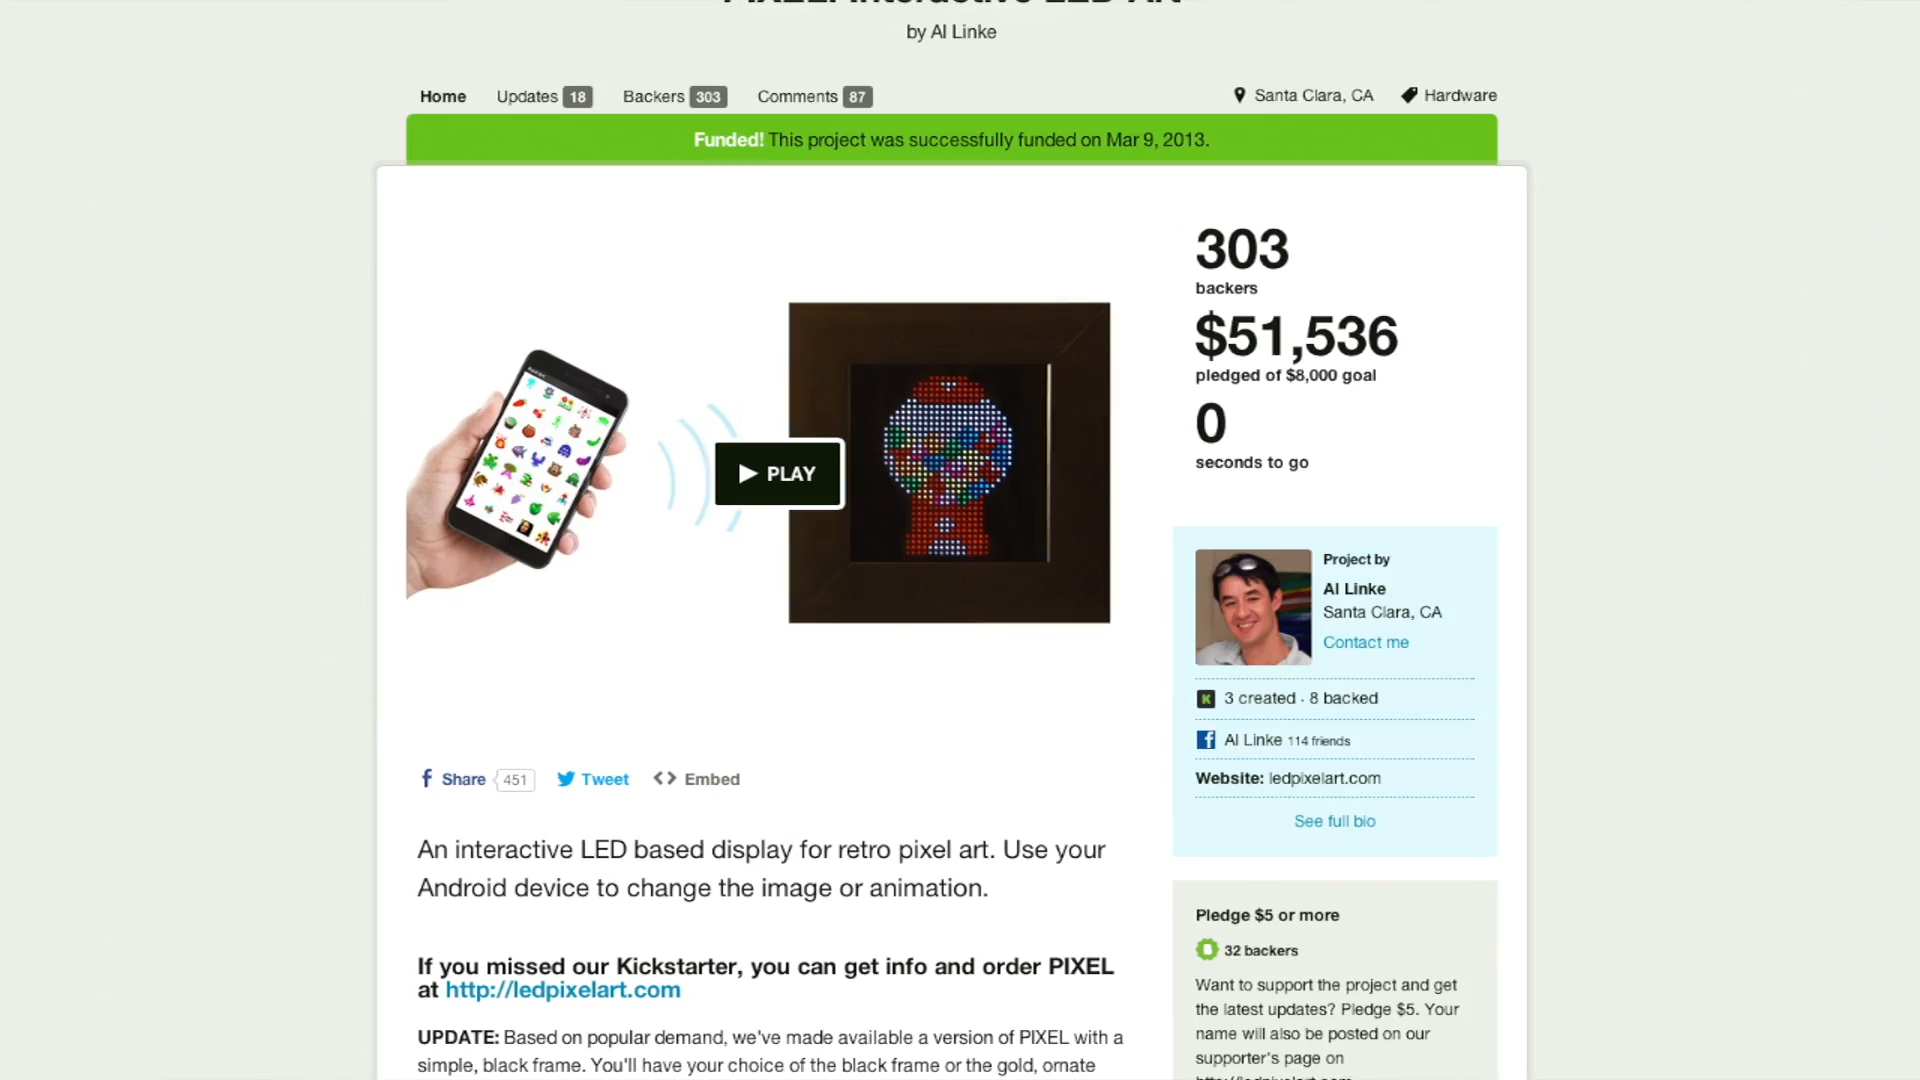 PIXEL: Interactive LED Art
by Al Linke
Home Updates 18 Backers 303 Comments 87 Santa Clara, CA Hardware
Funded! This project was successfully funded on Mar 9, 2013.
303
backers
$51,536
pledged of $8,000 goal
0
seconds to go
PLAY
Project by
Al Linke
Santa Clara, CA
Contact me
3 created · 8 backed
Al Linke 114 friends
Website: ledpixelart.com
See full bio
Share 451 Tweet Embed
An interactive LED based display for retro pixel art. Use your
Android device to change the image or animation.
If you missed our Kickstarter, you can get info and order PIXEL
at http://ledpixelart.com
UPDATE: Based on popular demand, we've made available a version of PIXEL with a
simple, black frame. You'll have your choice of the black frame or the gold, ornate
Pledge $5 or more
32 backers
Want to support the project and get
the latest updates? Pledge $5. Your
name will also be posted on our
supporter's page on
http://ledpixelart.com